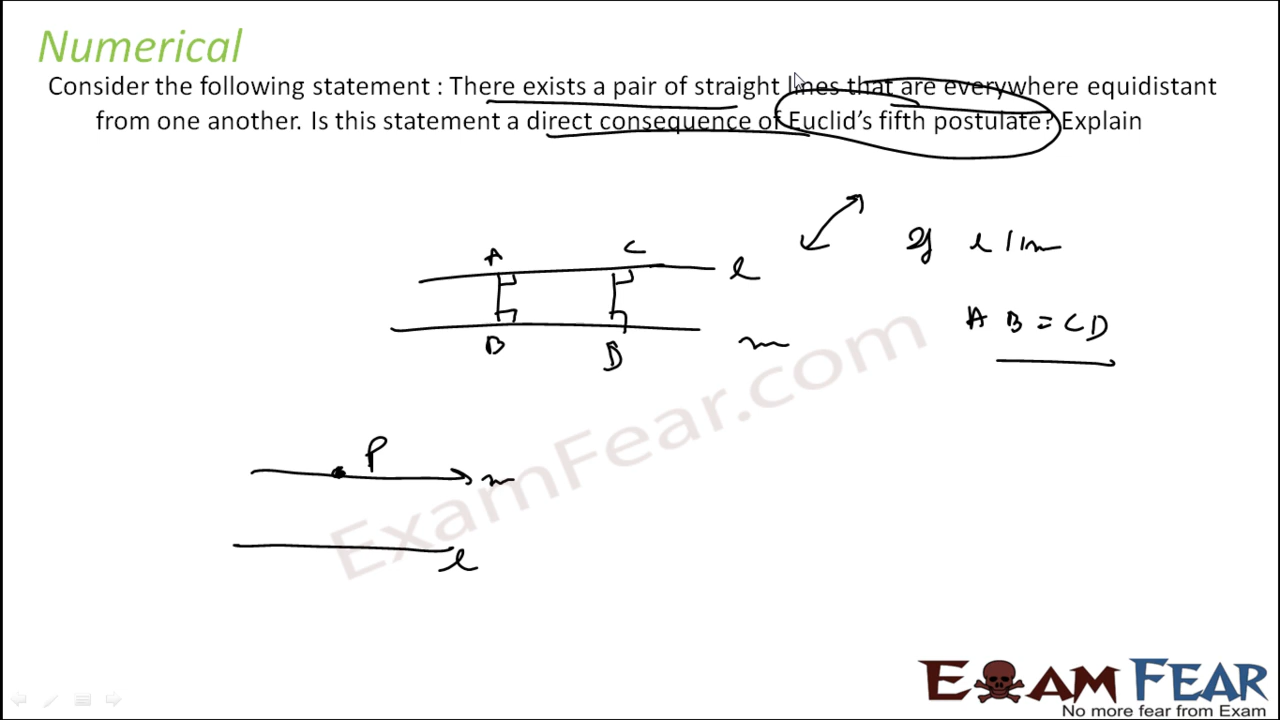 Numerical
Consider the following statement : There exists a pair of straight lines that are everywhere equidistant
from one another. Is this statement a direct consequence of Euclid's fifth postulate? Explain
A C l
If l || m
B D m
A B = C D
P m
l
ExamFear.com
EXAM FEAR
No more fear from Exam